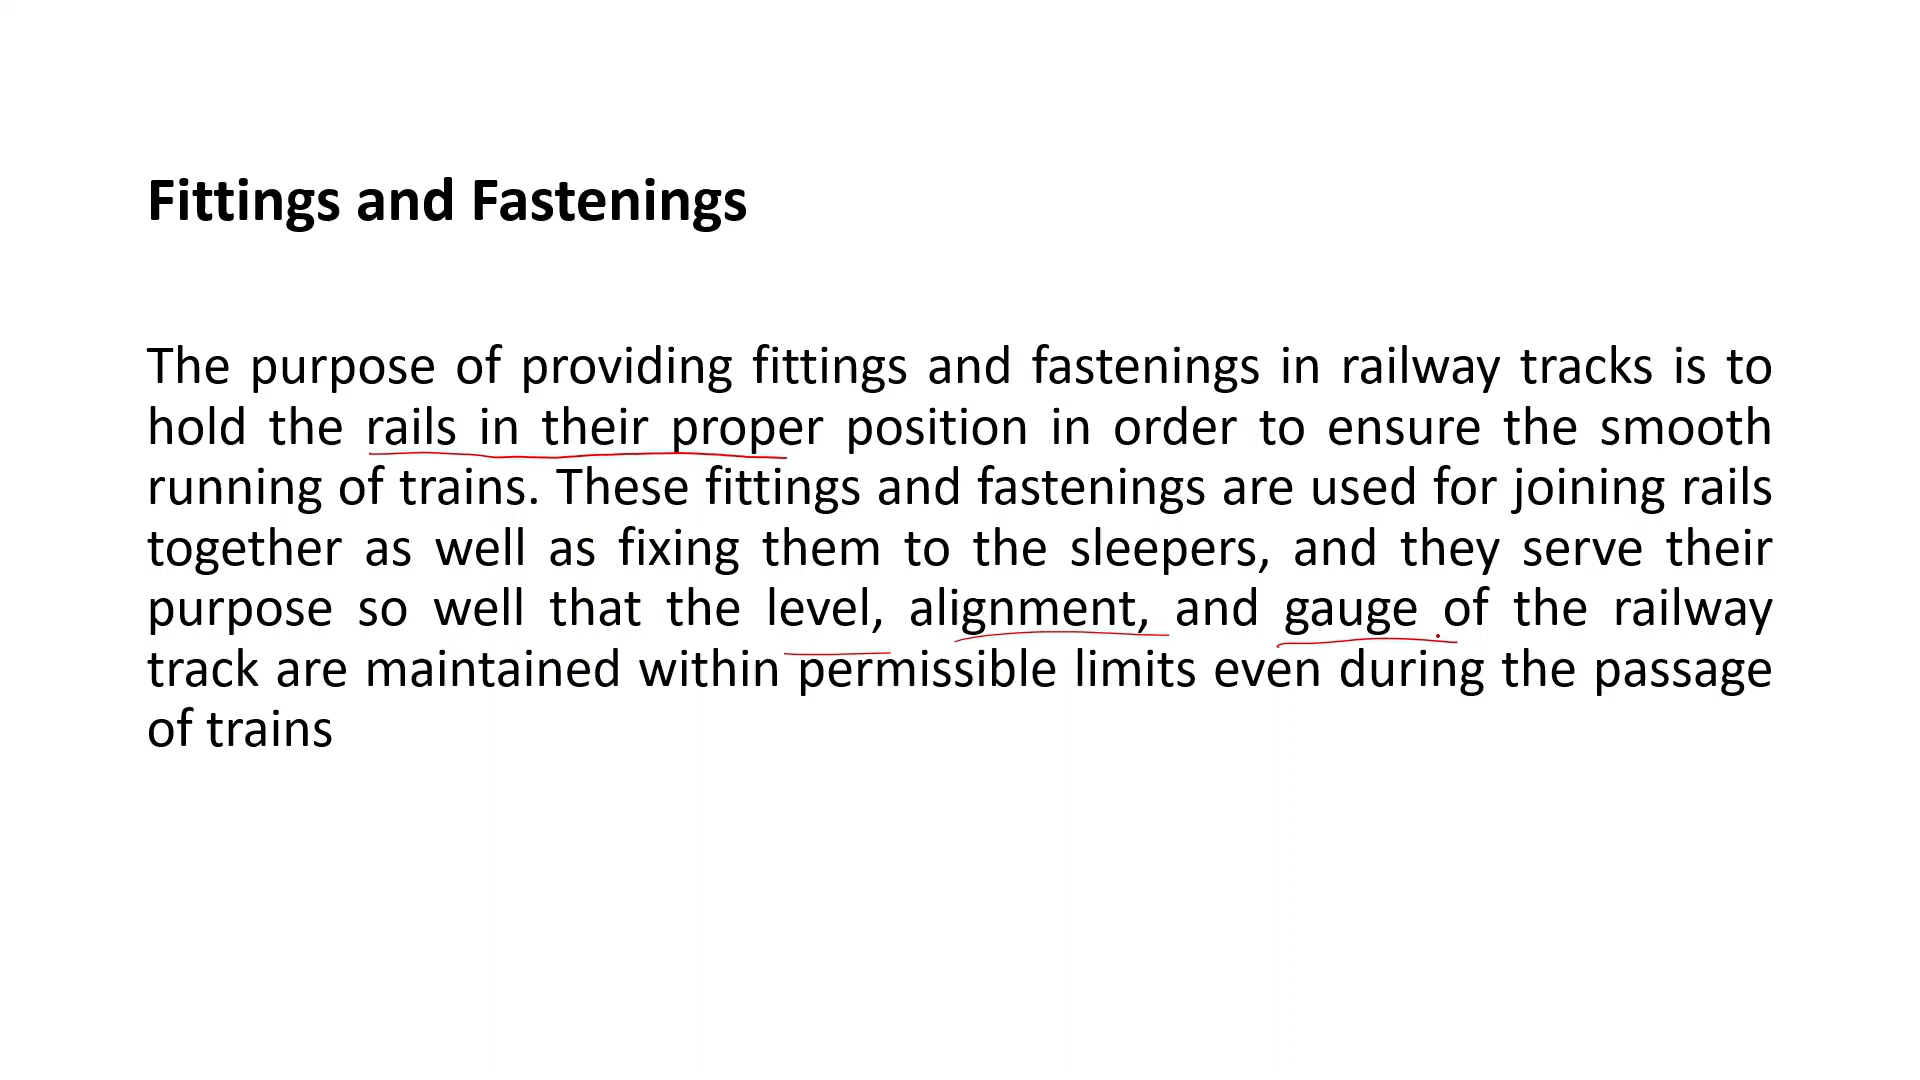 Fittings and Fastenings
The purpose of providing fittings and fastenings in railway tracks is to
hold the rails in their proper position in order to ensure the smooth
running of trains. These fittings and fastenings are used for joining rails
together as well as fixing them to the sleepers, and they serve their
purpose so well that the level, alignment, and gauge of the railway
track are maintained within permissible limits even during the passage
of trains